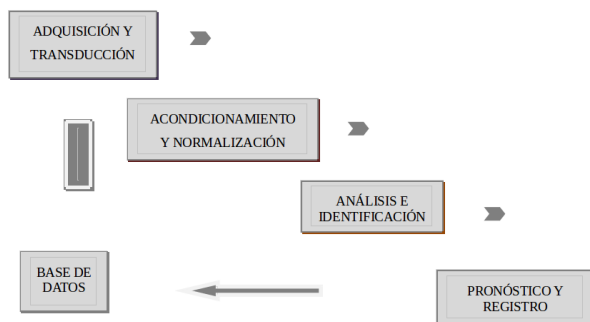 ADQUISICIÓN Y
TRANSDUCCIÓN
ACONDICIONAMIENTO
Y NORMALIZACIÓN
ANÁLISIS E
IDENTIFICACIÓN
BASE DE
DATOS
PRONÓSTICO Y
REGISTRO